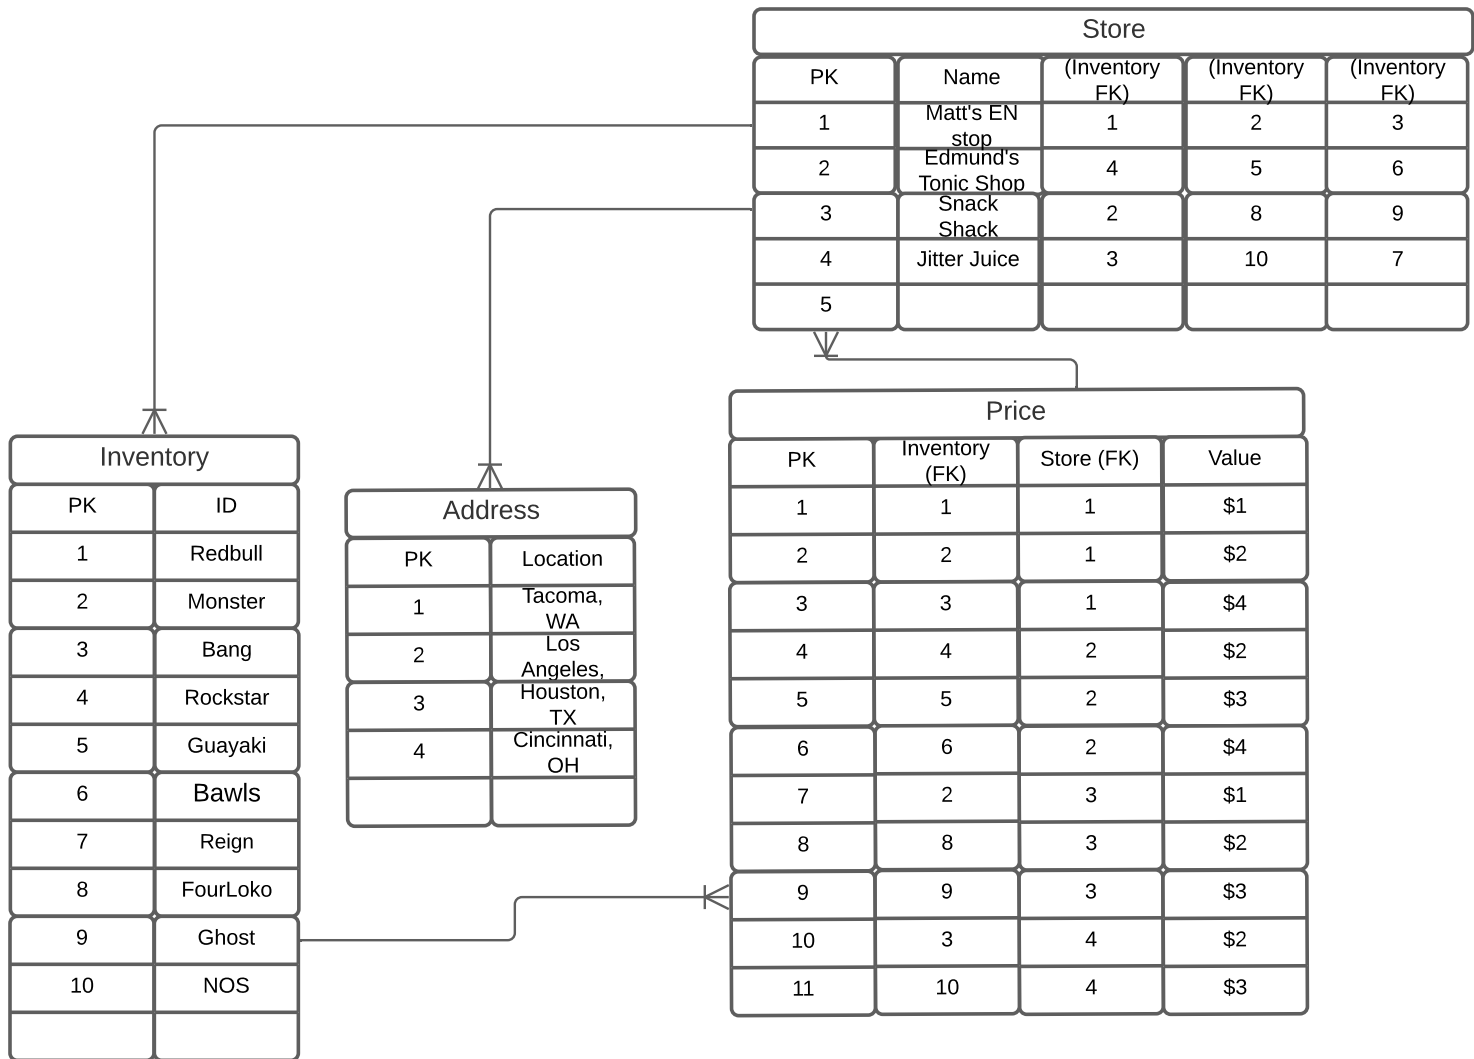 Store
PK Name (Inventory FK) (Inventory FK) (Inventory FK)
1 Matt's EN stop 1 2 3
2 Edmund's Tonic Shop 4 5 6
3 Snack Shack 2 8 9
4 Jitter Juice 3 10 7
5
Price
PK Inventory (FK) Store (FK) Value
1 1 1 $1
2 2 1 $2
3 3 1 $4
4 4 2 $2
5 5 2 $3
6 6 2 $4
7 2 3 $1
8 8 3 $2
9 9 3 $3
10 3 4 $2
11 10 4 $3
Inventory
PK ID
1 Redbull
2 Monster
3 Bang
4 Rockstar
5 Guayaki
6 Bawls
7 Reign
8 FourLoko
9 Ghost
10 NOS
Address
PK Location
1 Tacoma, WA
2 Los Angeles,
3 Houston, TX
4 Cincinnati, OH